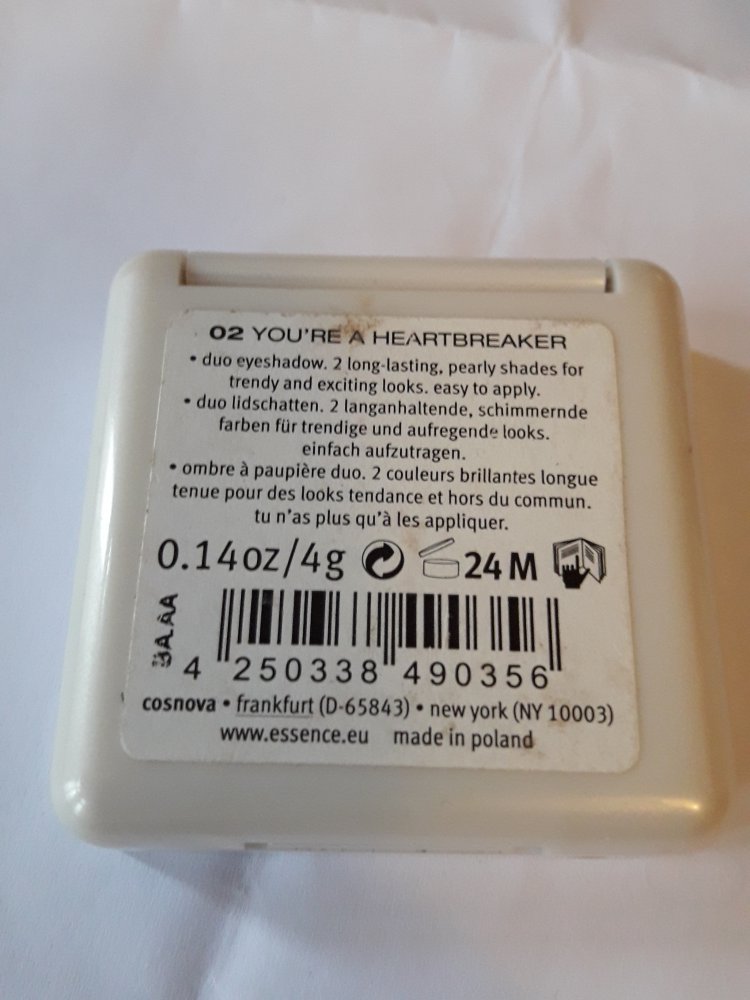 02 YOU'RE A HEARTBREAKER
• duo eyeshadow. 2 long-lasting, pearly shades for
trendy and exciting looks. easy to apply.
• duo lidschatten. 2 langanhaltende, schimmernde
farben für trendige und aufregende looks.
einfach aufzutragen.
• ombre à paupière duo. 2 couleurs brillantes longue
tenue pour des looks tendance et hors du commun.
tu n'as plus qu'à les appliquer.
0.14oz/4g 24 M
4 250338 490356
cosnova • frankfurt (D-65843) • new york (NY 10003)
www.essence.eu made in poland